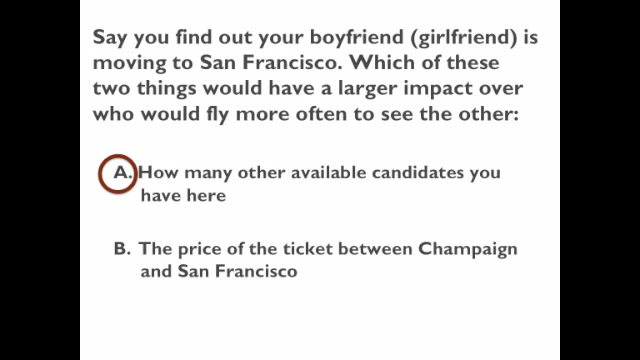 Say you find out your boyfriend (girlfriend) is
moving to San Francisco. Which of these
two things would have a larger impact over
who would fly more often to see the other:
A. How many other available candidates you
have here
B. The price of the ticket between Champaign
and San Francisco